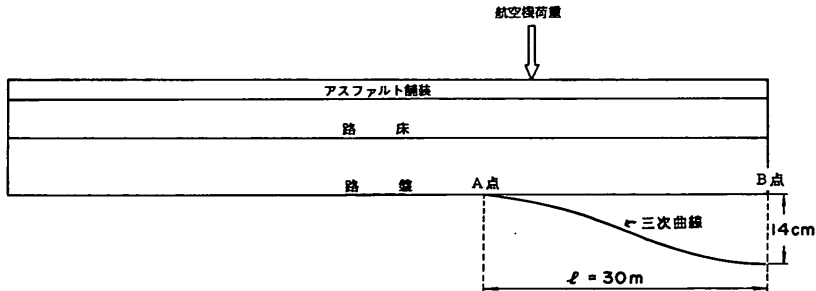 航空機荷重
アスファルト舗装
路床
路盤
A点
B点
三次曲線
14cm
ℓ = 30m